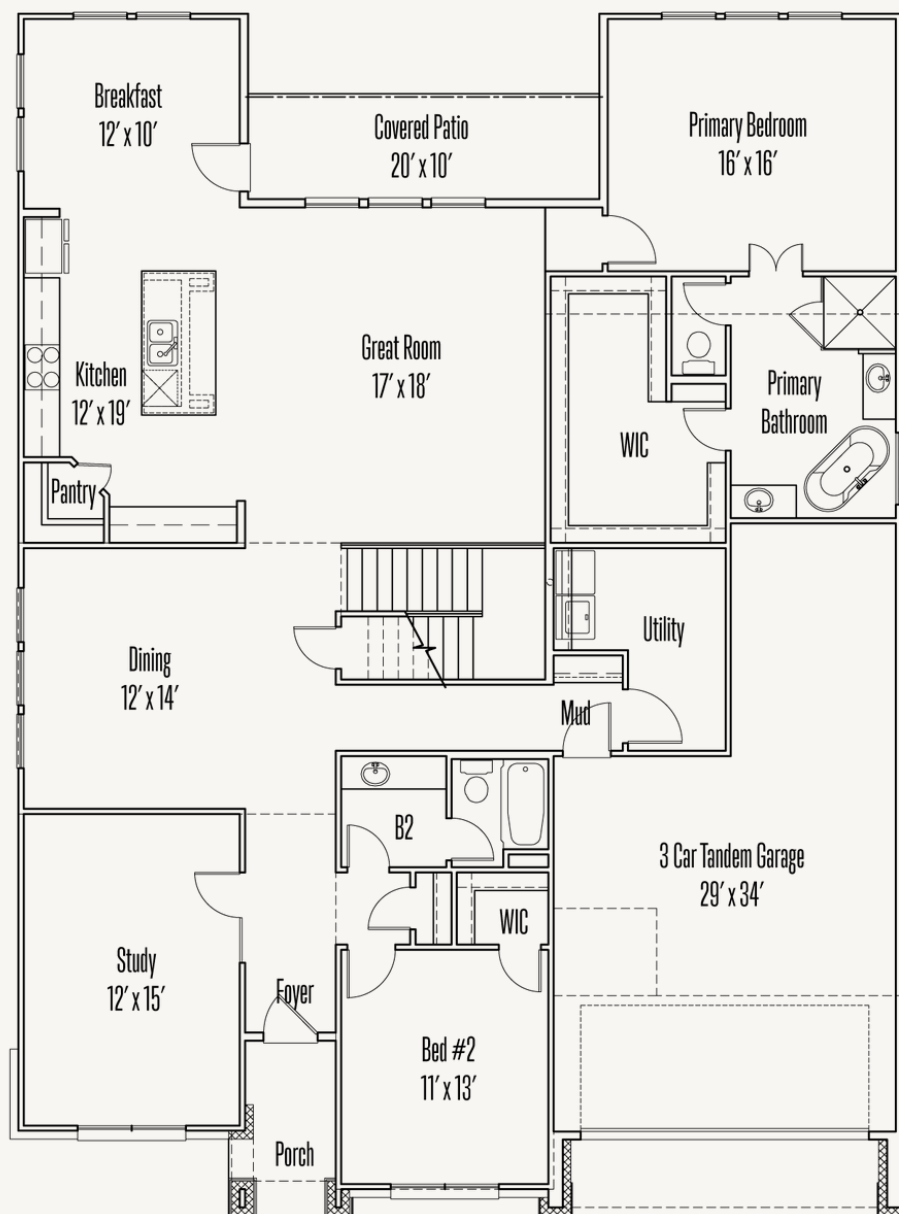 Breakfast
12' x 10'
Covered Patio
20' x 10'
Primary Bedroom
16' x 16'
Great Room
17' x 18'
Kitchen
12' x 19'
Primary
Bathroom
WIC
Pantry
Utility
Dining
12' x 14'
Mud
B2
3 Car Tandem Garage
29' x 34'
WIC
Study
12' x 15'
Foyer
Bed #2
11' x 13'
Porch